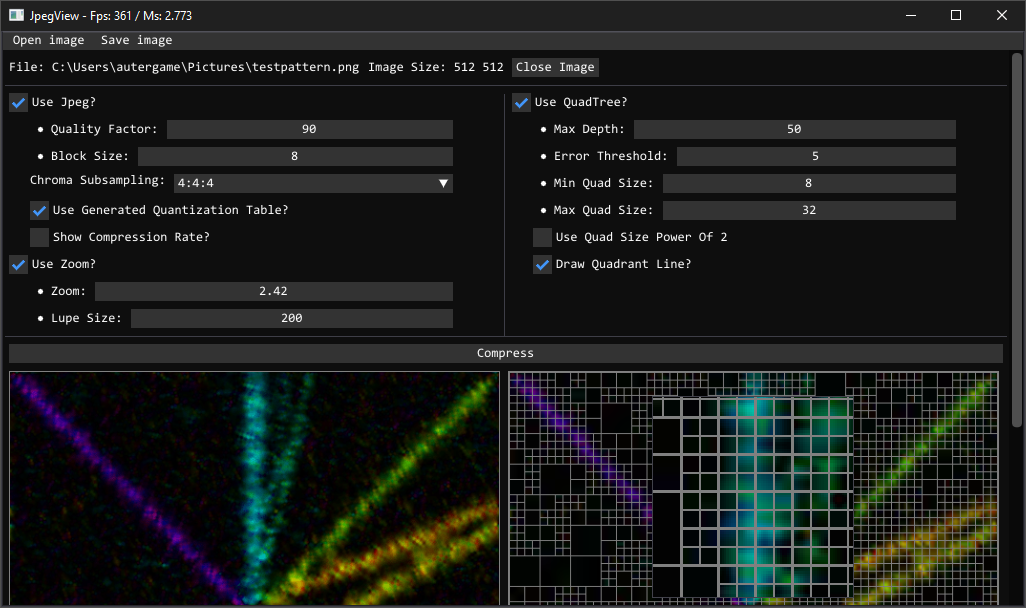 JpegView - Fps: 361 / Ms: 2.773
Open image Save image
File: C:\Users\autergame\Pictures\testpattern.png Image Size: 512 512 Close Image
Use Jpeg?
Quality Factor: 90
Block Size: 8
Chroma Subsampling: 4:4:4
Use Generated Quantization Table?
Show Compression Rate?
Use Zoom?
Zoom: 2.42
Lupe Size: 200
Use QuadTree?
Max Depth: 50
Error Threshold: 5
Min Quad Size: 8
Max Quad Size: 32
Use Quad Size Power Of 2
Draw Quadrant Line?
Compress